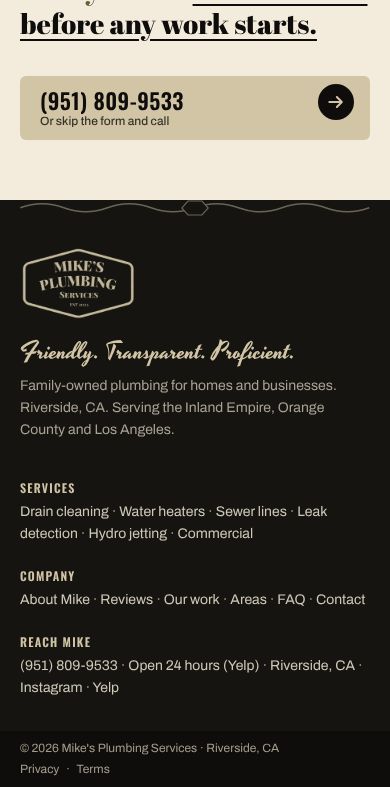 before any work starts.
(951) 809-9533
Or skip the form and call
MIKE'S
PLUMBING
SERVICES
Friendly. Transparent. Proficient.
Family-owned plumbing for homes and businesses.
Riverside, CA. Serving the Inland Empire, Orange
County and Los Angeles.
SERVICES
Drain cleaning · Water heaters · Sewer lines · Leak
detection · Hydro jetting · Commercial
COMPANY
About Mike · Reviews · Our work · Areas · FAQ · Contact
REACH MIKE
(951) 809-9533 · Open 24 hours (Yelp) · Riverside, CA ·
Instagram · Yelp
© 2026 Mike's Plumbing Services · Riverside, CA
Privacy · Terms